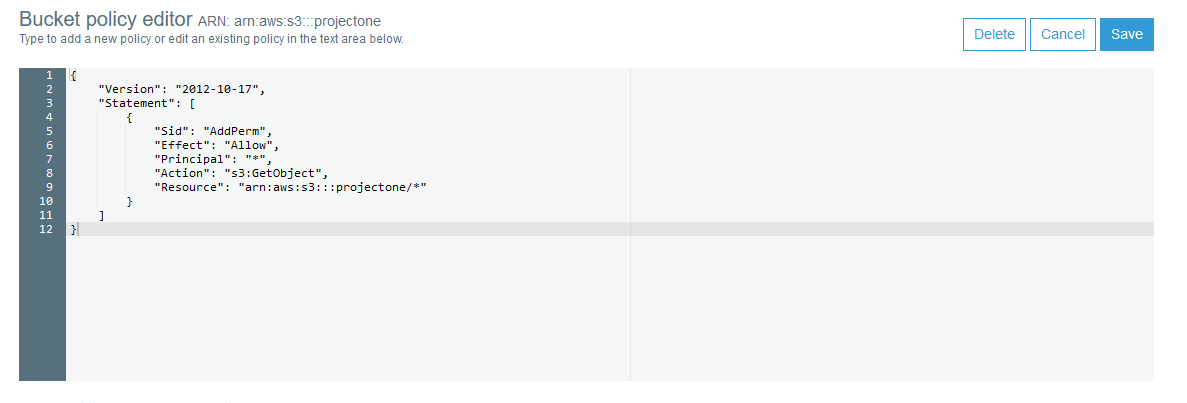 Bucket policy editor ARN: arn:aws:s3:::projectone
Type to add a new policy or edit an existing policy in the text area below.
Delete Cancel Save
1 {
2 "Version": "2012-10-17",
3 "Statement": [
4 {
5 "Sid": "AddPerm",
6 "Effect": "Allow",
7 "Principal": "*",
8 "Action": "s3:GetObject",
9 "Resource": "arn:aws:s3:::projectone/*"
10 }
11 ]
12 }